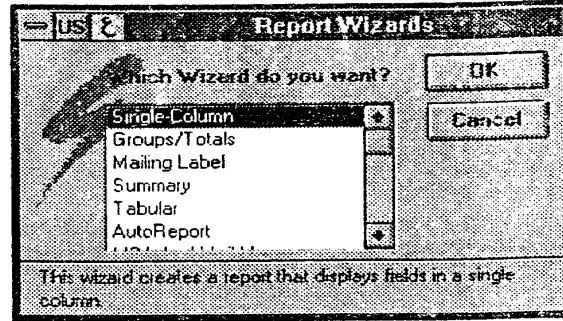 US ع Report Wizards
Which Wizard do you want?
OK
Cancel
Single-Column
Groups/Totals
Mailing Label
Summary
Tabular
AutoReport
This wizard creates a report that displays fields in a single
column.